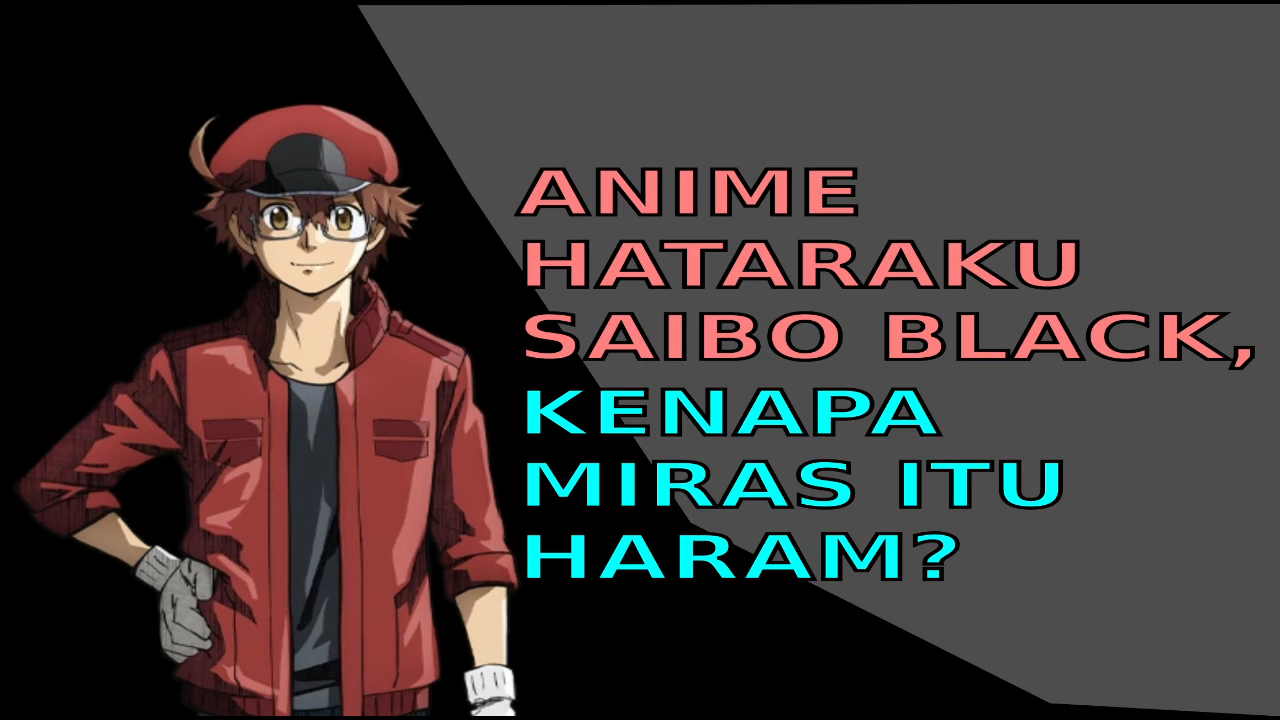 ANIME
HATARAKU
SAIBO BLACK,
KENAPA
MIRAS ITU
HARAM?